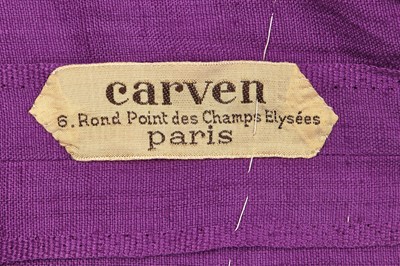 carven
6. Rond Point des Champs Elysées
paris